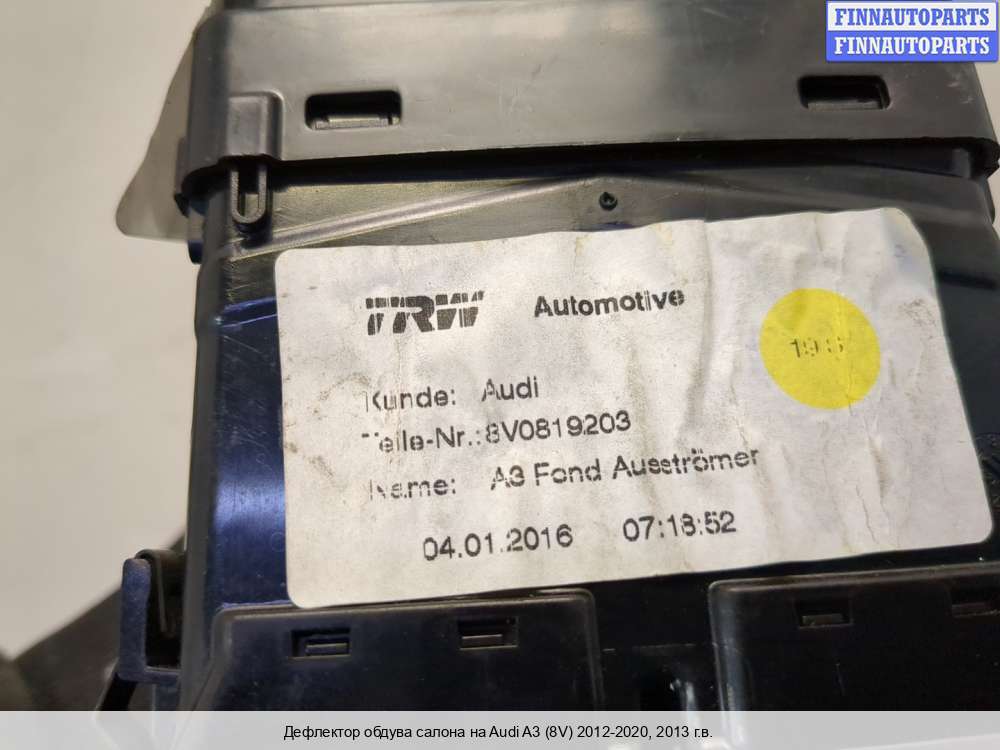 FINNAUTOPARTS
FINNAUTOPARTS
TRW Automotive
Kunde: Audi
Teile-Nr.: 8V0819203
Name: A3 Fond Ausströmer
04.01.2016 07:18:52
Дефлектор обдува салона на Audi A3 (8V) 2012-2020, 2013 г.в.